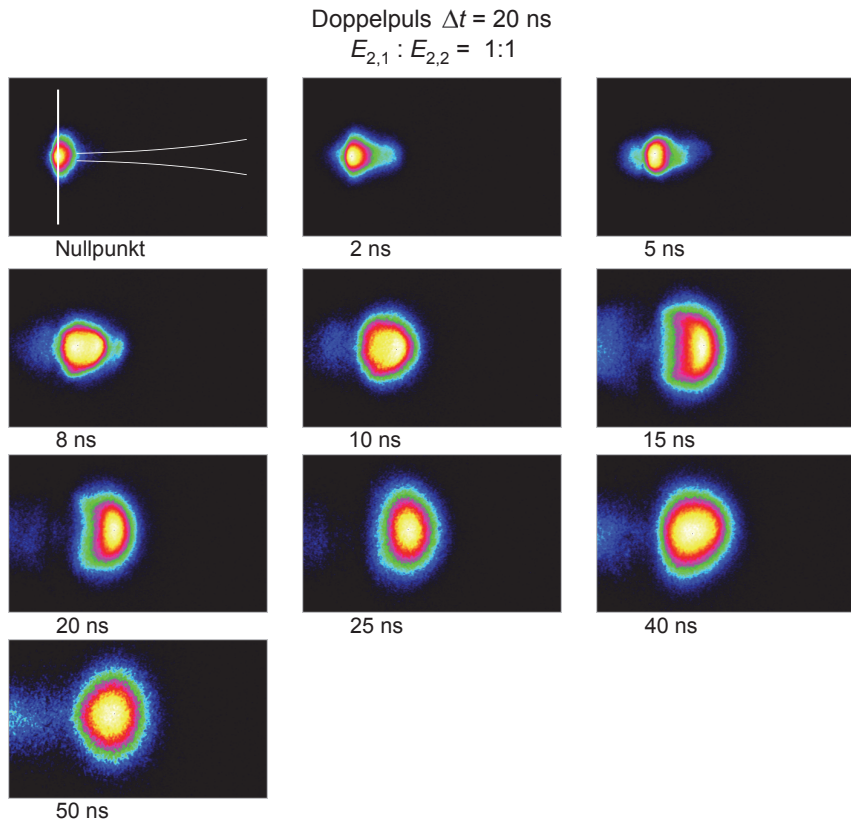 Doppelpuls Δt = 20 ns
E2,1 : E2,2 = 1:1
Nullpunkt
2 ns
5 ns
8 ns
10 ns
15 ns
20 ns
25 ns
40 ns
50 ns